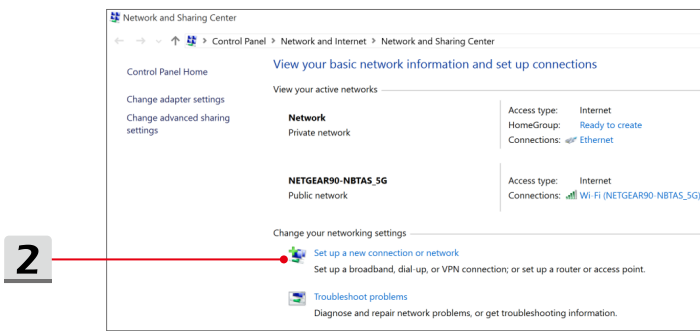 Network and Sharing Center
Control Panel > Network and Internet > Network and Sharing Center
Control Panel Home
Change adapter settings
Change advanced sharing
settings
View your basic network information and set up connections
View your active networks
Network
Private network
Access type: Internet
HomeGroup: Ready to create
Connections: Ethernet
NETGEAR90-NBTAS_5G
Public network
Access type: Internet
Connections: Wi-Fi (NETGEAR90-NBTAS_5G)
Change your networking settings
2
Set up a new connection or network
Set up a broadband, dial-up, or VPN connection; or set up a router or access point.
Troubleshoot problems
Diagnose and repair network problems, or get troubleshooting information.